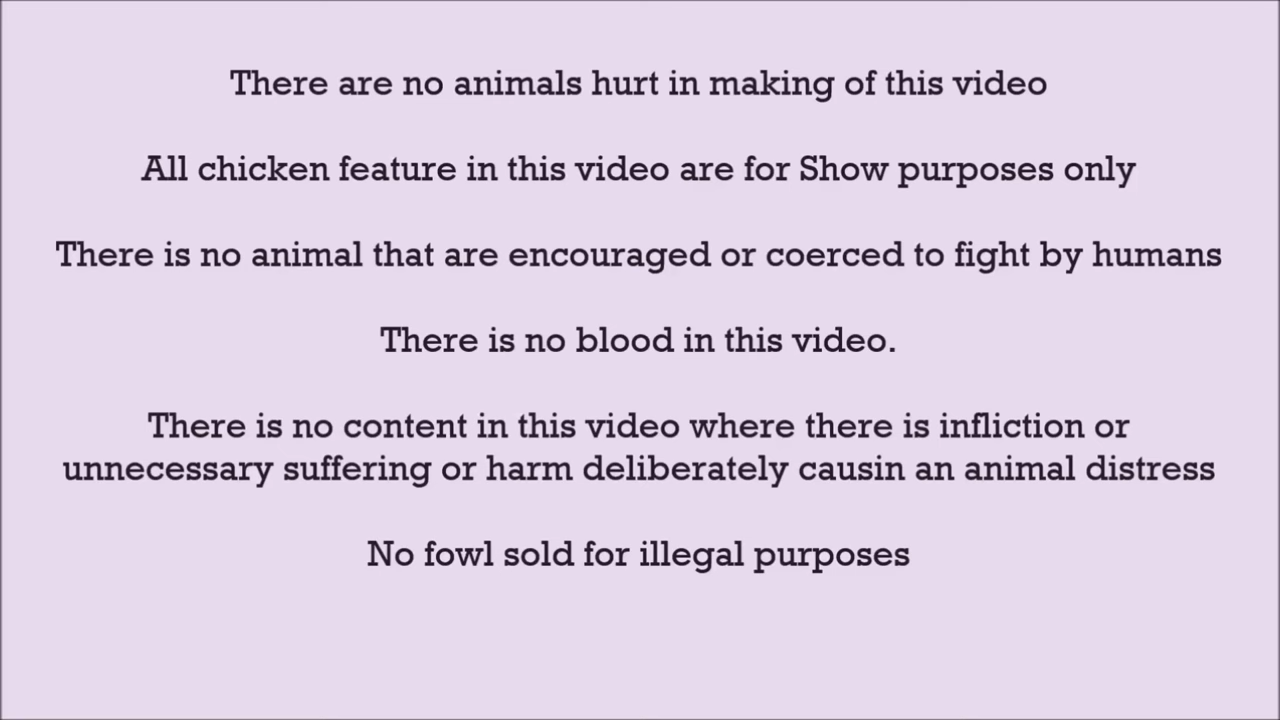 There are no animals hurt in making of this video
All chicken feature in this video are for Show purposes only
There is no animal that are encouraged or coerced to fight by humans
There is no blood in this video.
There is no content in this video where there is infliction or
unnecessary suffering or harm deliberately causin an animal distress
No fowl sold for illegal purposes